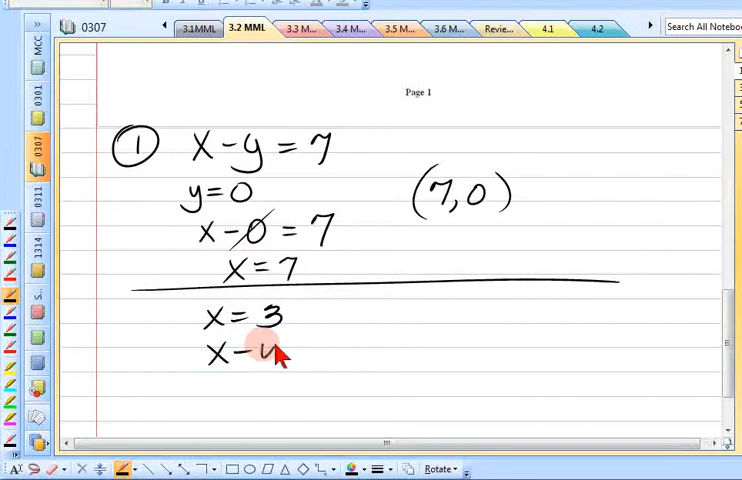 0307
3.1MML
3.2 MML
3.3 M...
3.4 M...
3.5 M...
3.6 M...
Revie...
4.1
4.2
Search All Notebo
MCC
0301
0307
0311
1314
S..
Page 1
1 x-y=7
y=0 (7,0)
x-0=7
x=7
x=3
x-y
Rotate